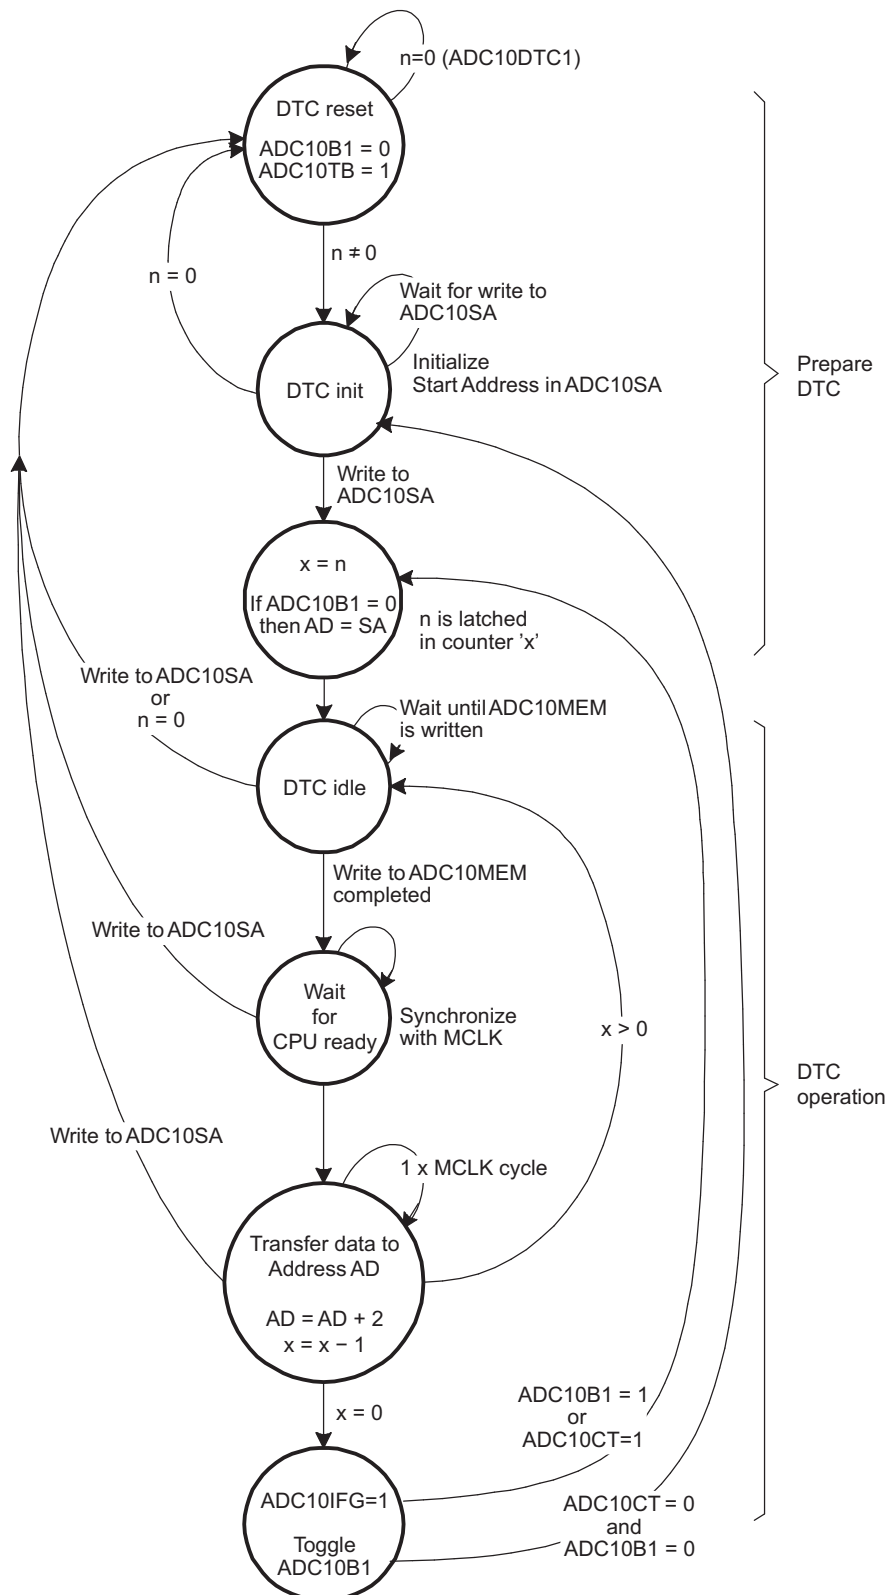 n=0 (ADC10DTC1)
DTC reset
ADC10B1 = 0
ADC10TB = 1
n ≠ 0
n = 0
Wait for write to
ADC10SA
Initialize
Start Address in ADC10SA
DTC init
Prepare
DTC
Write to
ADC10SA
x = n
If ADC10B1 = 0
then AD = SA
n is latched
in counter ’x’
Write to ADC10SA
or
n = 0
Wait until ADC10MEM
is written
DTC idle
Write to ADC10MEM
completed
Write to ADC10SA
Wait
for
CPU ready
Synchronize
with MCLK
x > 0
DTC
operation
Write to ADC10SA
1 x MCLK cycle
Transfer data to
Address AD
AD = AD + 2
x = x − 1
x = 0
ADC10B1 = 1
or
ADC10CT=1
ADC10IFG=1
Toggle
ADC10B1
ADC10CT = 0
and
ADC10B1 = 0